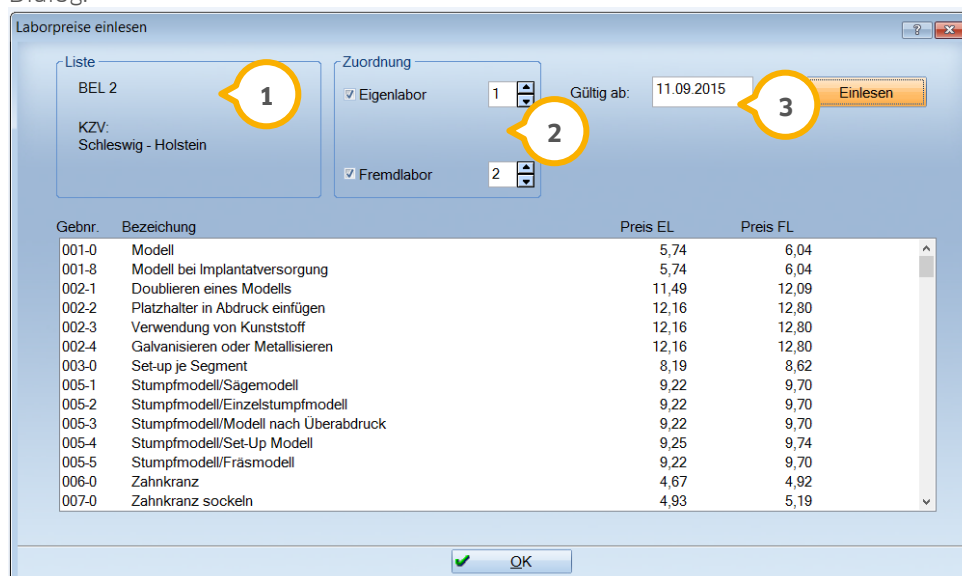 Dialog.
Laborpreise einlesen
Liste
BEL 2
KZV:
Schleswig - Holstein
1
Zuordnung
Eigenlabor 1
2
Fremdlabor 2
Gültig ab: 11.09.2015
3
Einlesen
Gebnr. Bezeichung Preis EL Preis FL
001-0 Modell 5,74 6,04
001-8 Modell bei Implantatversorgung 5,74 6,04
002-1 Doublieren eines Modells 11,49 12,09
002-2 Platzhalter in Abdruck einfügen 12,16 12,80
002-3 Verwendung von Kunststoff 12,16 12,80
002-4 Galvanisieren oder Metallisieren 12,16 12,80
003-0 Set-up je Segment 8,19 8,62
005-1 Stumpfmodell/Sägemodell 9,22 9,70
005-2 Stumpfmodell/Einzelstumpfmodell 9,22 9,70
005-3 Stumpfmodell/Modell nach Überabdruck 9,22 9,70
005-4 Stumpfmodell/Set-Up Modell 9,25 9,74
005-5 Stumpfmodell/Fräsmodell 9,22 9,70
006-0 Zahnkranz 4,67 4,92
007-0 Zahnkranz sockeln 4,93 5,19
OK